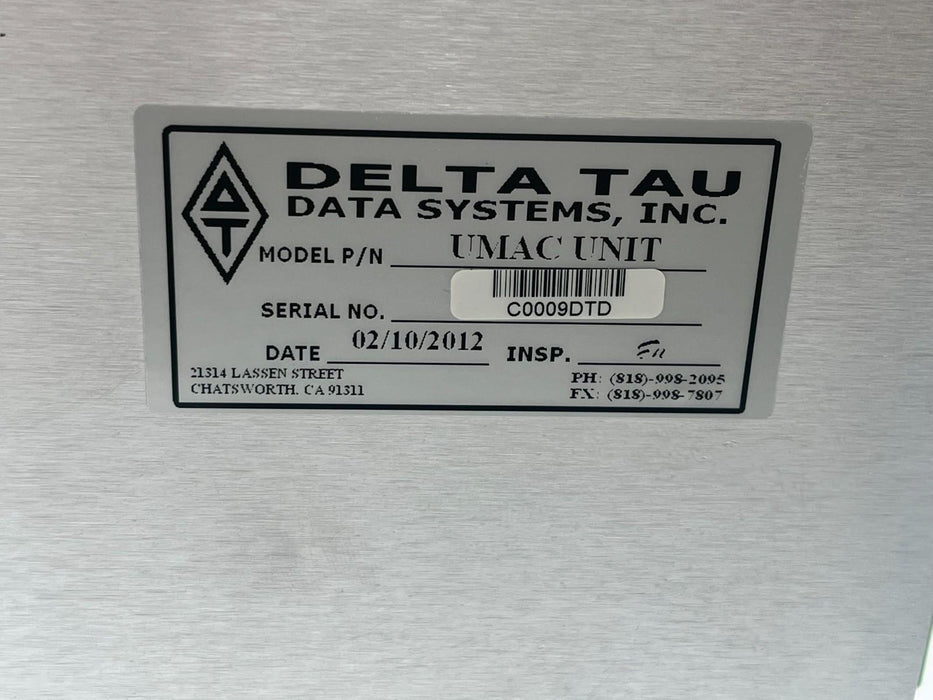 DELTA TAU
DATA SYSTEMS, INC.
MODEL P/N UMAC UNIT
SERIAL NO. C0009DTD
DATE 02/10/2012 INSP.
21314 LASSEN STREET
CHATSWORTH. CA 91311
PH: (818)-998-2095
FX: (818)-998-7807